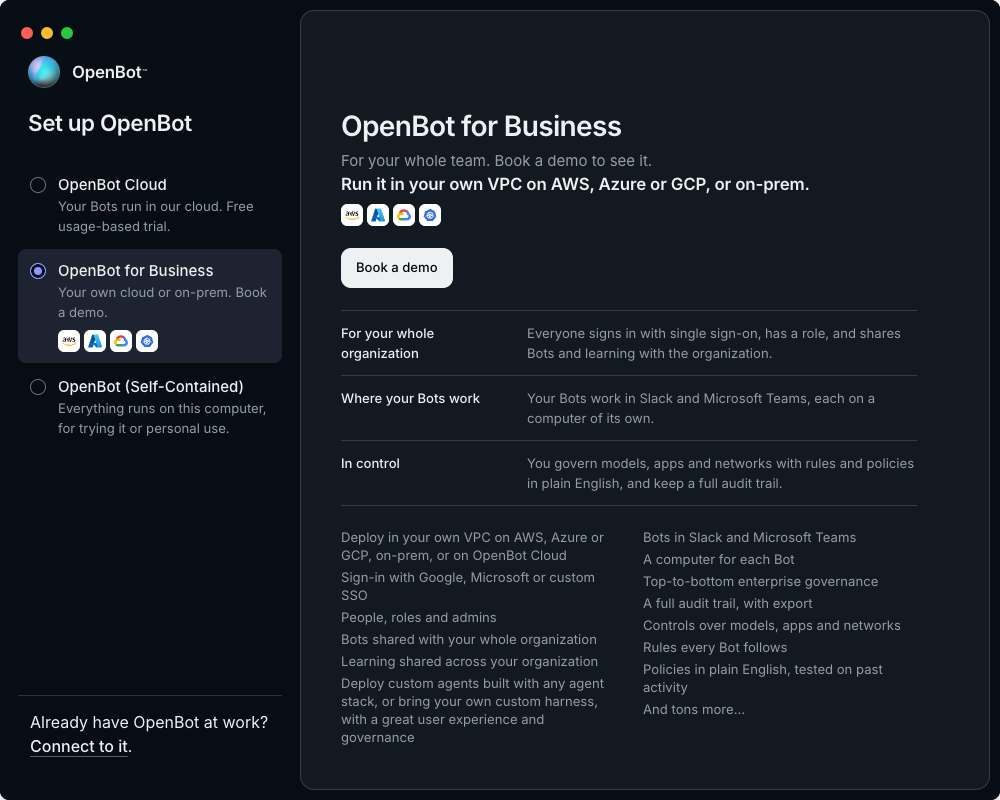 OpenBot™
Set up OpenBot
OpenBot Cloud
Your Bots run in our cloud. Free
usage-based trial.
OpenBot for Business
Your own cloud or on-prem. Book
a demo.
aws
OpenBot (Self-Contained)
Everything runs on this computer,
for trying it or personal use.
Already have OpenBot at work?
Connect to it.
OpenBot for Business
For your whole team. Book a demo to see it.
Run it in your own VPC on AWS, Azure or GCP, or on-prem.
aws
Book a demo
For your whole
organization
Everyone signs in with single sign-on, has a role, and shares
Bots and learning with the organization.
Where your Bots work
Your Bots work in Slack and Microsoft Teams, each on a
computer of its own.
In control
You govern models, apps and networks with rules and policies
in plain English, and keep a full audit trail.
Deploy in your own VPC on AWS, Azure or
GCP, on-prem, or on OpenBot Cloud
Sign-in with Google, Microsoft or custom
SSO
People, roles and admins
Bots shared with your whole organization
Learning shared across your organization
Deploy custom agents built with any agent
stack, or bring your own custom harness,
with a great user experience and
governance
Bots in Slack and Microsoft Teams
A computer for each Bot
Top-to-bottom enterprise governance
A full audit trail, with export
Controls over models, apps and networks
Rules every Bot follows
Policies in plain English, tested on past
activity
And tons more...